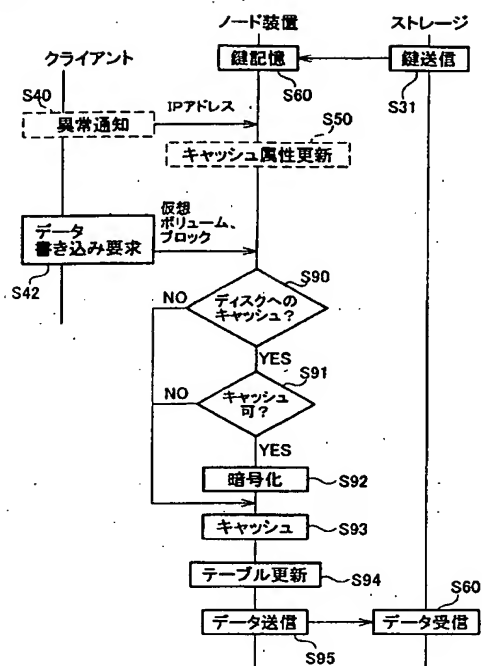 ノード装置
ストレージ
クライアント
鍵記憶
鍵送信
S60
S31
S40
異常通知
IPアドレス
S50
キャッシュ属性更新
データ
書き込み要求
S42
仮想
ボリューム、
ブロック
S90
ディスクへの
キャッシュ?
NO
YES
S91
キャッシュ
可?
NO
YES
暗号化
S92
キャッシュ
S93
テーブル更新
S94
データ送信
S95
S60
データ受信